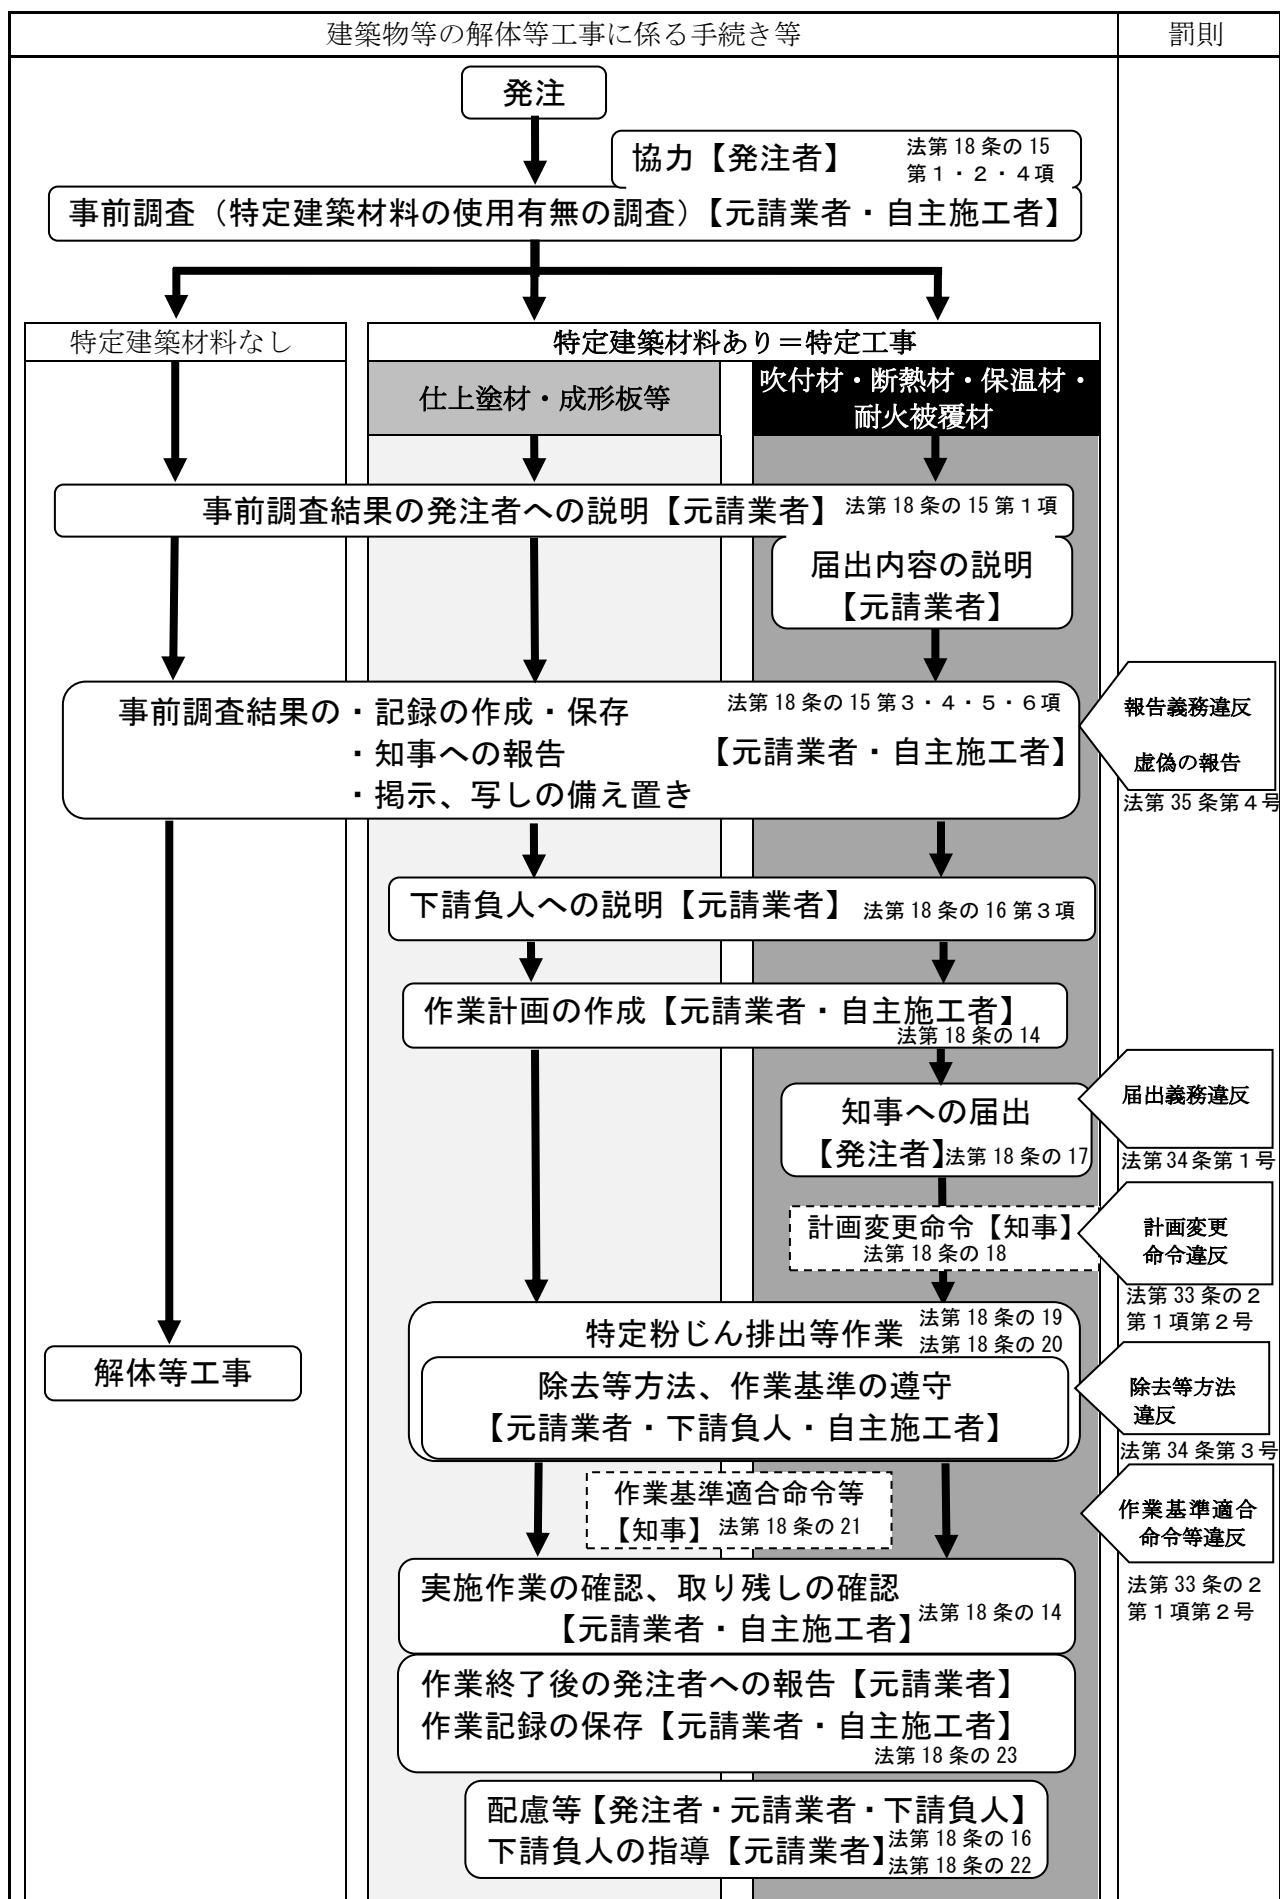 建築物等の解体等工事に係る手続き等
罰則
発注
協力【発注者】
法第18条の15
第1・2・4項
事前調査（特定建築材料の使用有無の調査）【元請業者・自主施工者】
特定建築材料なし
特定建築材料あり＝特定工事
仕上塗材・成形板等
吹付材・断熱材・保温材・
耐火被覆材
事前調査結果の発注者への説明【元請業者】 法第18条の15第1項
届出内容の説明
【元請業者】
事前調査結果の・記録の作成・保存
・知事への報告
・掲示、写しの備え置き
法第18条の15第3・4・5・6項
【元請業者・自主施工者】
報告義務違反
虚偽の報告
法第35条第4号
下請負人への説明【元請業者】 法第18条の16第3項
作業計画の作成【元請業者・自主施工者】
法第18条の14
知事への届出
【発注者】法第18条の17
届出義務違反
法第34条第1号
計画変更命令【知事】
法第18条の18
計画変更
命令違反
法第33条の2
第1項第2号
特定粉じん排出等作業
法第18条の19
法第18条の20
解体等工事
除去等方法、作業基準の遵守
【元請業者・下請負人・自主施工者】
除去等方法
違反
法第34条第3号
作業基準適合命令等
【知事】 法第18条の21
作業基準適合
命令等違反
法第33条の2
第1項第2号
実施作業の確認、取り残しの確認
【元請業者・自主施工者】
法第18条の14
作業終了後の発注者への報告【元請業者】
作業記録の保存【元請業者・自主施工者】
法第18条の23
配慮等【発注者・元請業者・下請負人】
下請負人の指導【元請業者】
法第18条の16
法第18条の22